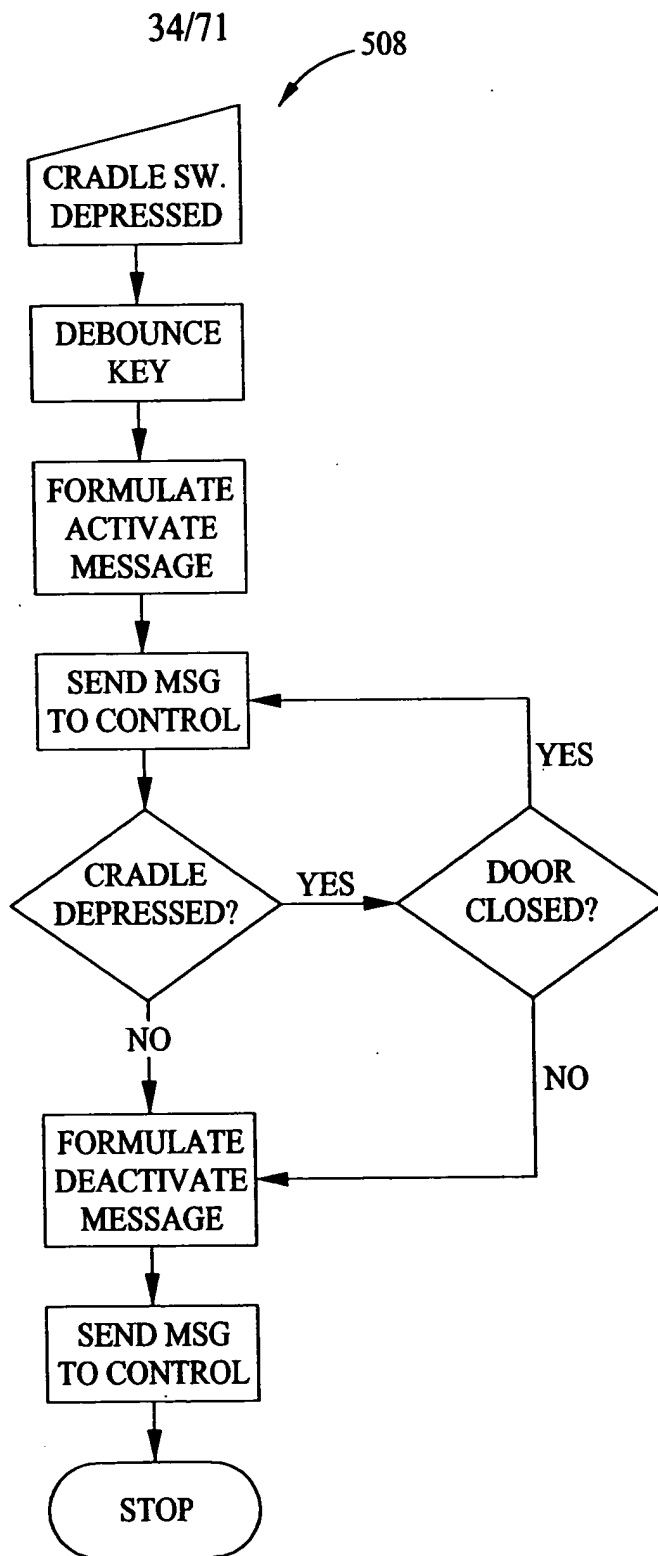 34/71
508
CRADLE SW.
DEPRESSED
DEBOUNCE
KEY
FORMULATE
ACTIVATE
MESSAGE
SEND MSG
TO CONTROL
YES
CRADLE
DEPRESSED?
YES
DOOR
CLOSED?
NO
NO
FORMULATE
DEACTIVATE
MESSAGE
SEND MSG
TO CONTROL
STOP